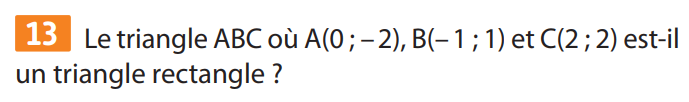 13 Le triangle ABC où A(0 ; – 2), B(– 1 ; 1) et C(2 ; 2) est-il
un triangle rectangle ?